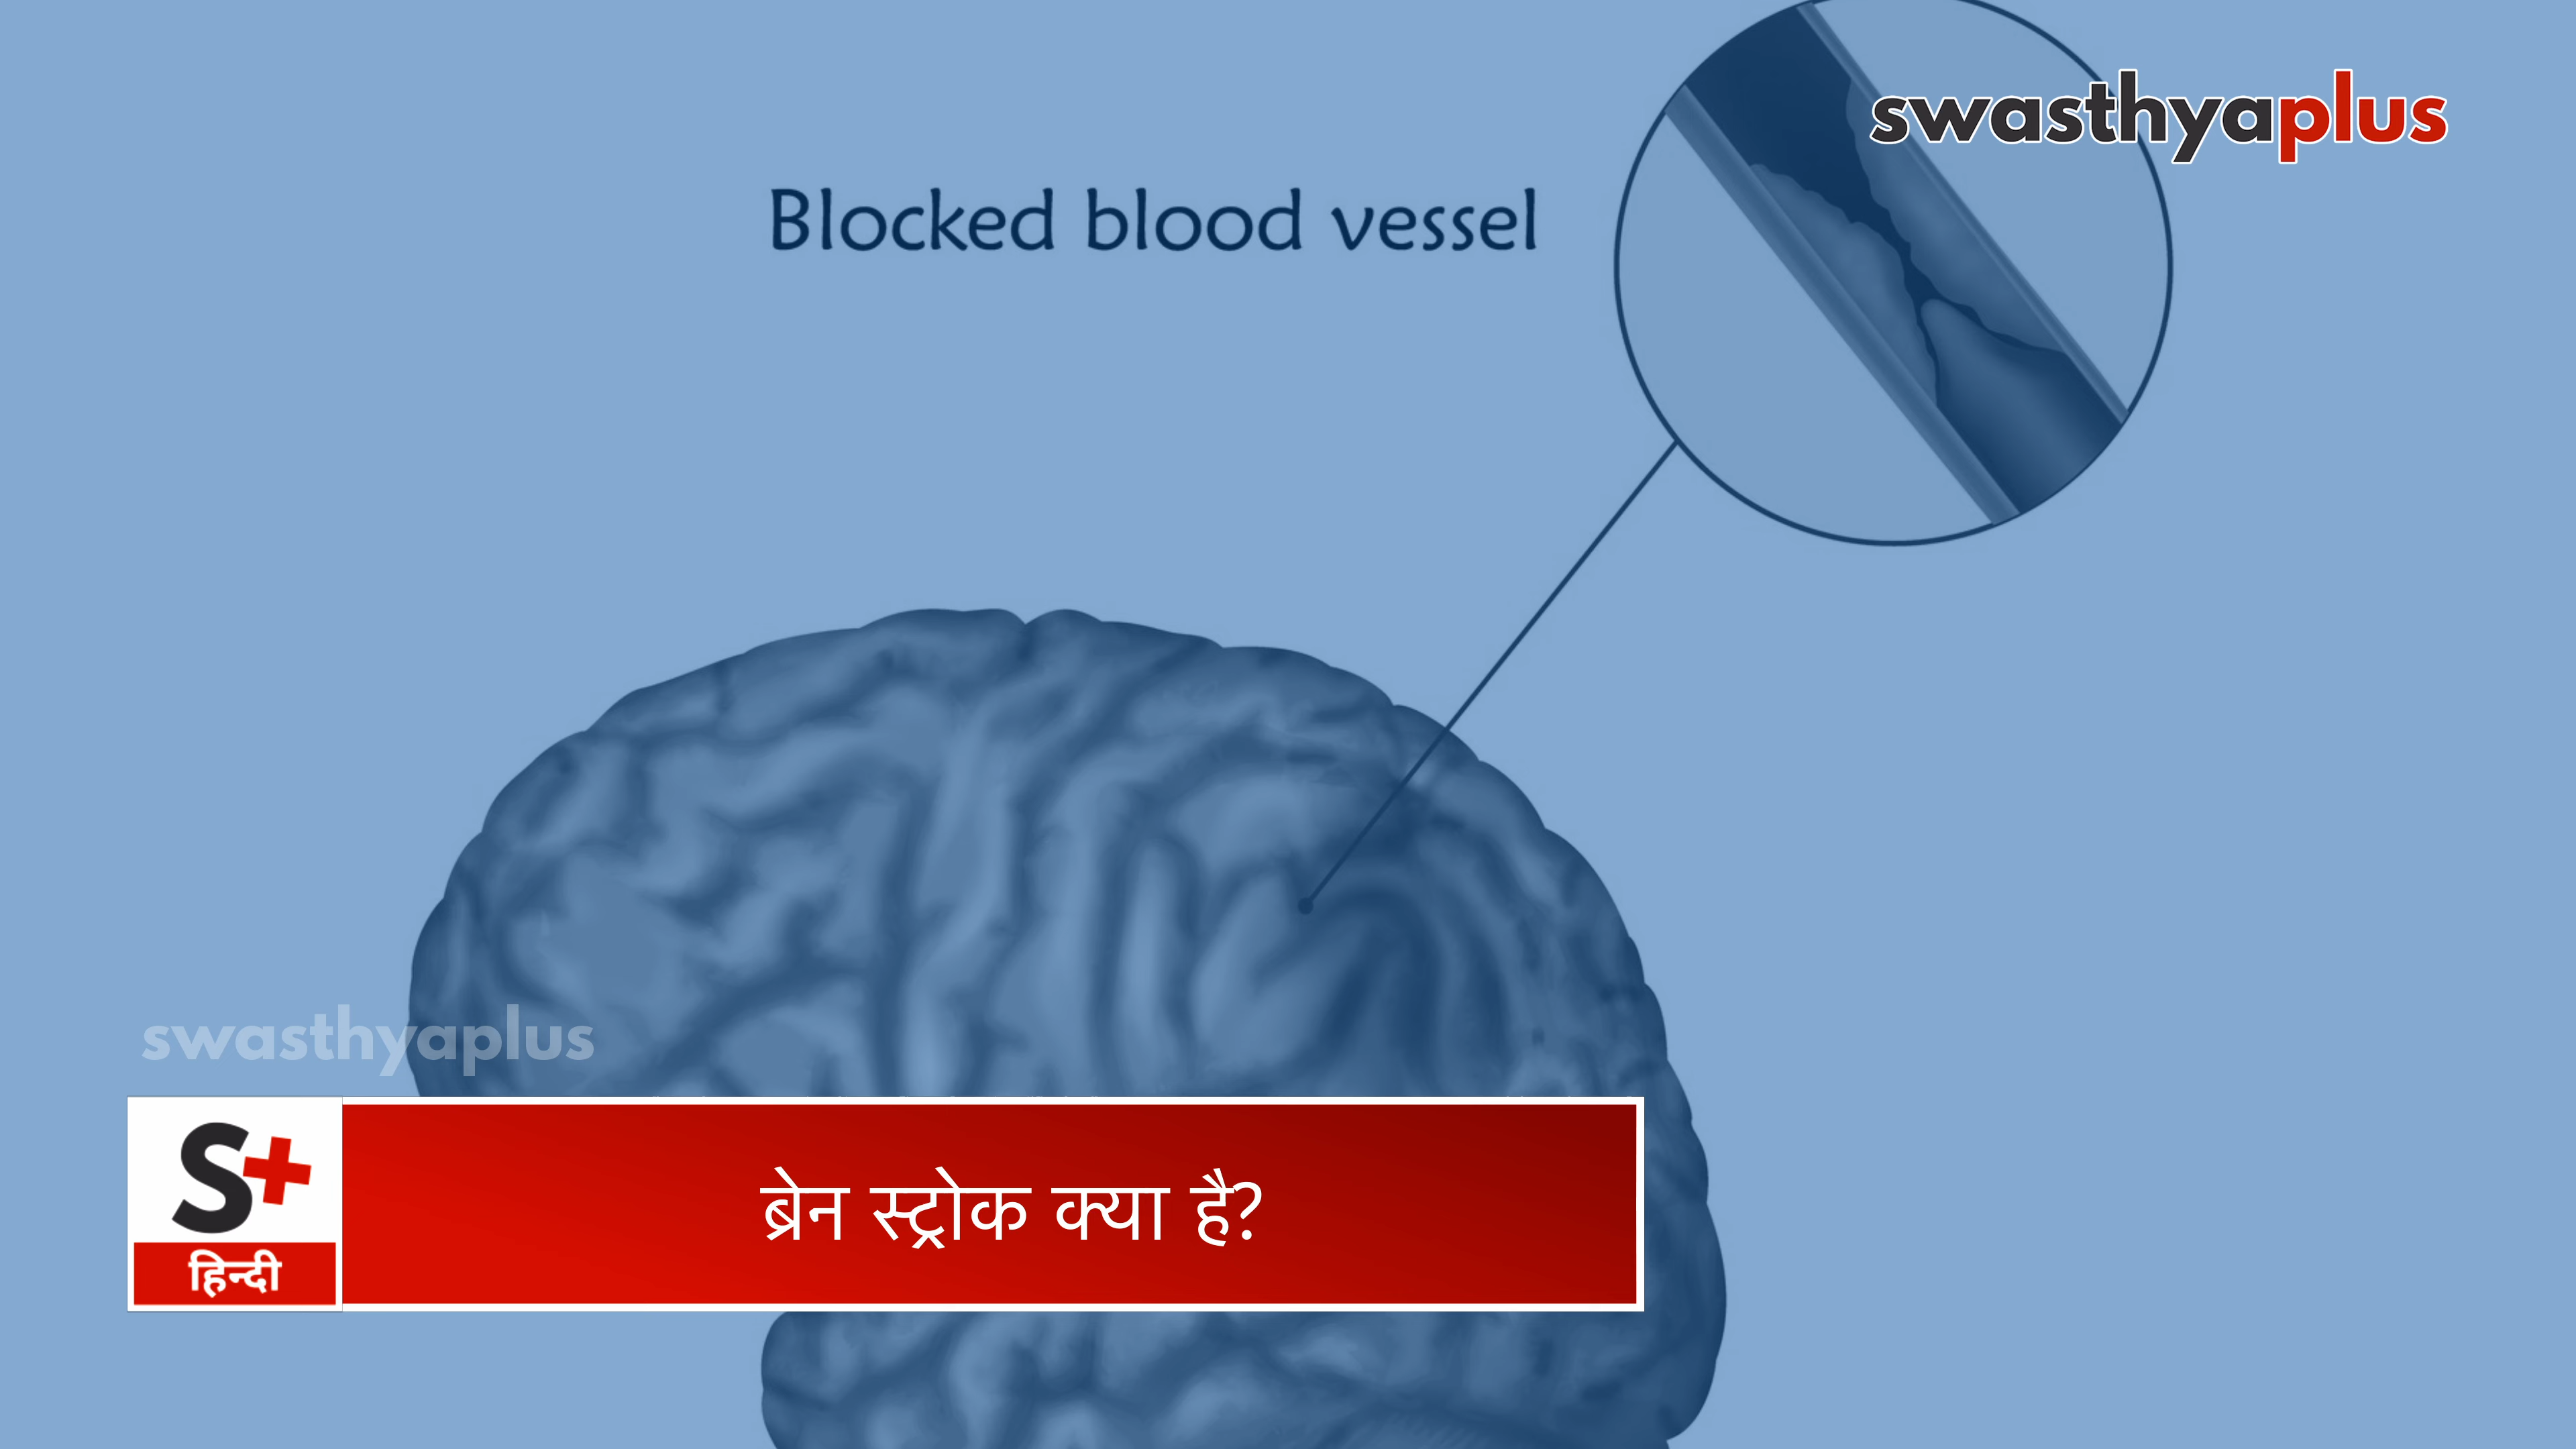 swasthyaplus
Blocked blood vessel
swasthyaplus
S+
हिन्दी
ब्रेन स्ट्रोक क्या है?